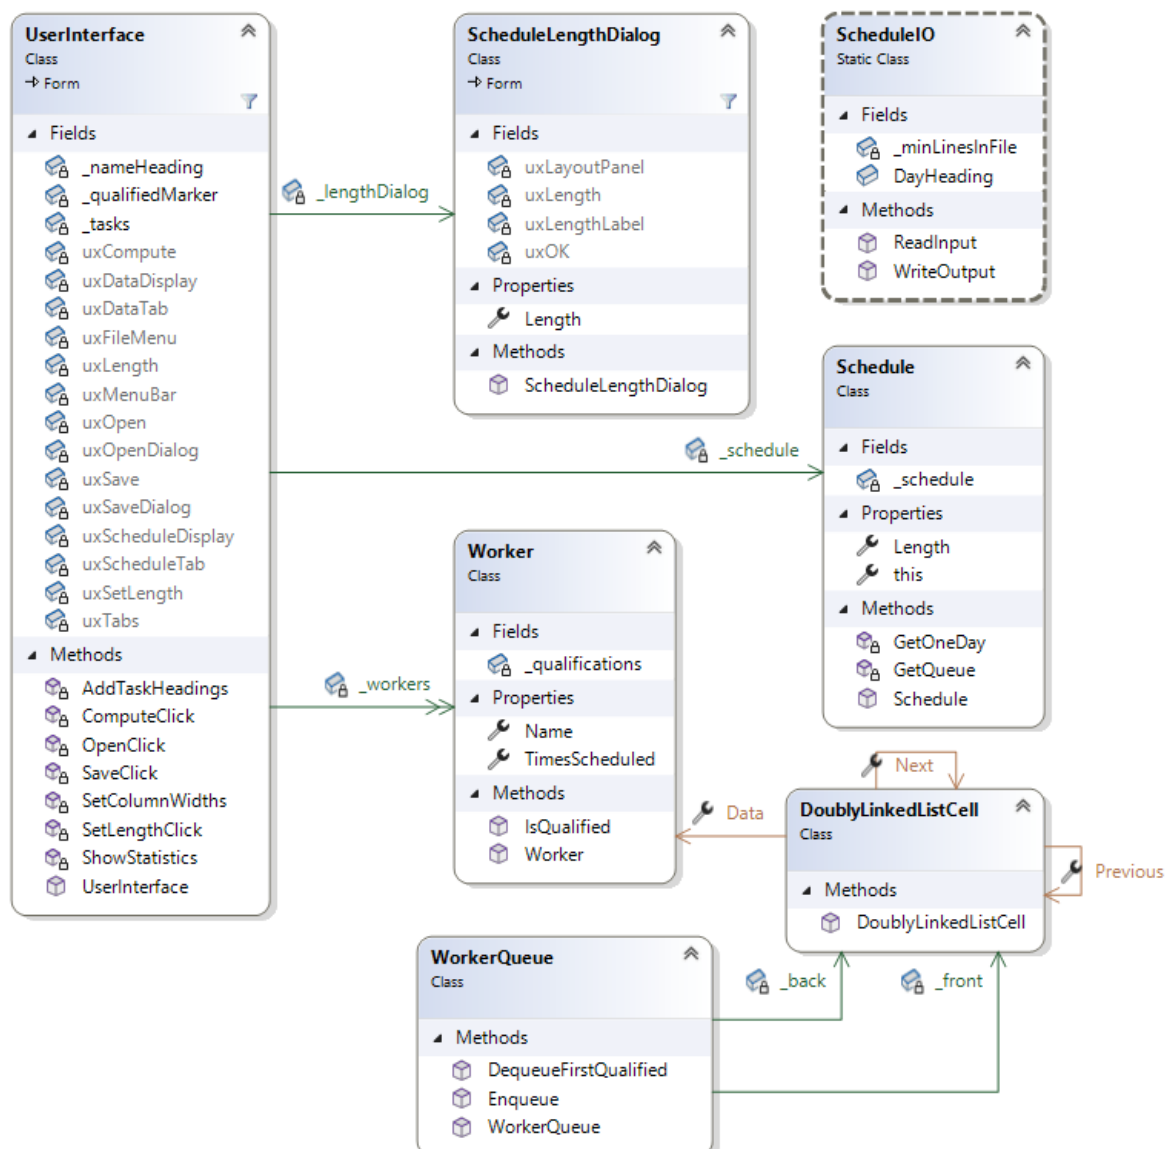 UserInterface
Class
Form
Fields
_nameHeading
_qualifiedMarker
_tasks
uxCompute
uxDataDisplay
uxDataTab
uxFileMenu
uxLength
uxMenuBar
uxOpen
uxOpenDialog
uxSave
uxSaveDialog
uxScheduleDisplay
uxScheduleTab
uxSetLength
uxTabs
Methods
AddTaskHeadings
ComputeClick
OpenClick
SaveClick
SetColumnWidths
SetLengthClick
ShowStatistics
UserInterface
_lengthDialog
_schedule
_workers
ScheduleLengthDialog
Class
Form
Fields
uxLayoutPanel
uxLength
uxLengthLabel
uxOK
Properties
Length
Methods
ScheduleLengthDialog
ScheduleIO
Static Class
Fields
_minLinesInFile
DayHeading
Methods
ReadInput
WriteOutput
Schedule
Class
Fields
_schedule
Properties
Length
this
Methods
GetOneDay
GetQueue
Schedule
Worker
Class
Fields
_qualifications
Properties
Name
TimesScheduled
Methods
IsQualified
Worker
Next
Data
Previous
DoublyLinkedListCell
Class
Methods
DoublyLinkedListCell
_back
_front
WorkerQueue
Class
Methods
DequeueFirstQualified
Enqueue
WorkerQueue